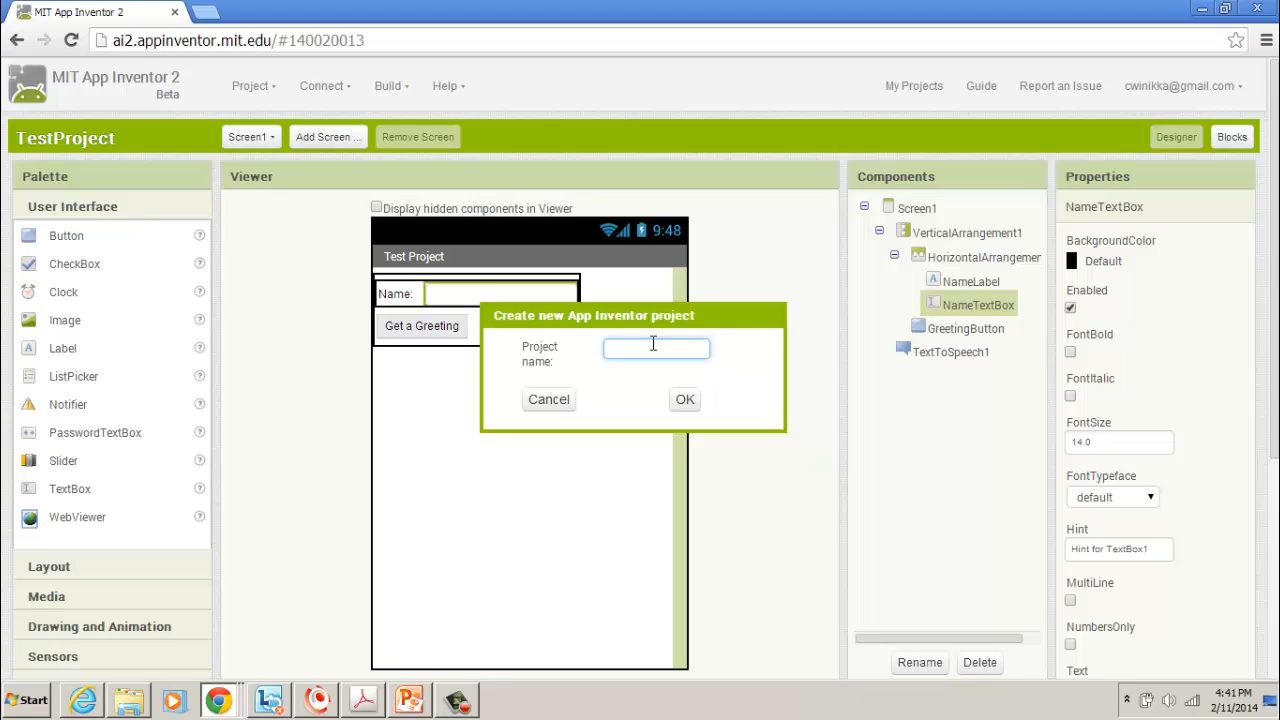 MIT App Inventor 2
ai2.appinventor.mit.edu/#140020013
MIT App Inventor 2
Beta
Project
Connect
Build
Help
My Projects
Guide
Report an Issue
cwinikka@gmail.com
TestProject
Screen1
Add Screen ...
Remove Screen
Designer
Blocks
Palette
User Interface
Button
CheckBox
Clock
Image
Label
ListPicker
Notifier
PasswordTextBox
Slider
TextBox
WebViewer
Layout
Media
Drawing and Animation
Sensors
Viewer
Display hidden components in Viewer
9:48
Test Project
Name:
Get a Greeting
Create new App Inventor project
Project
name:
Cancel
OK
Components
Screen1
VerticalArrangement1
HorizontalArrangemer
NameLabel
NameTextBox
GreetingButton
TextToSpeech1
Rename
Delete
Properties
NameTextBox
BackgroundColor
Default
Enabled
FontBold
FontItalic
FontSize
14.0
FontTypeface
default
Hint
Hint for TextBox1
MultiLine
NumbersOnly
Text
Start
4:41 PM
2/11/2014